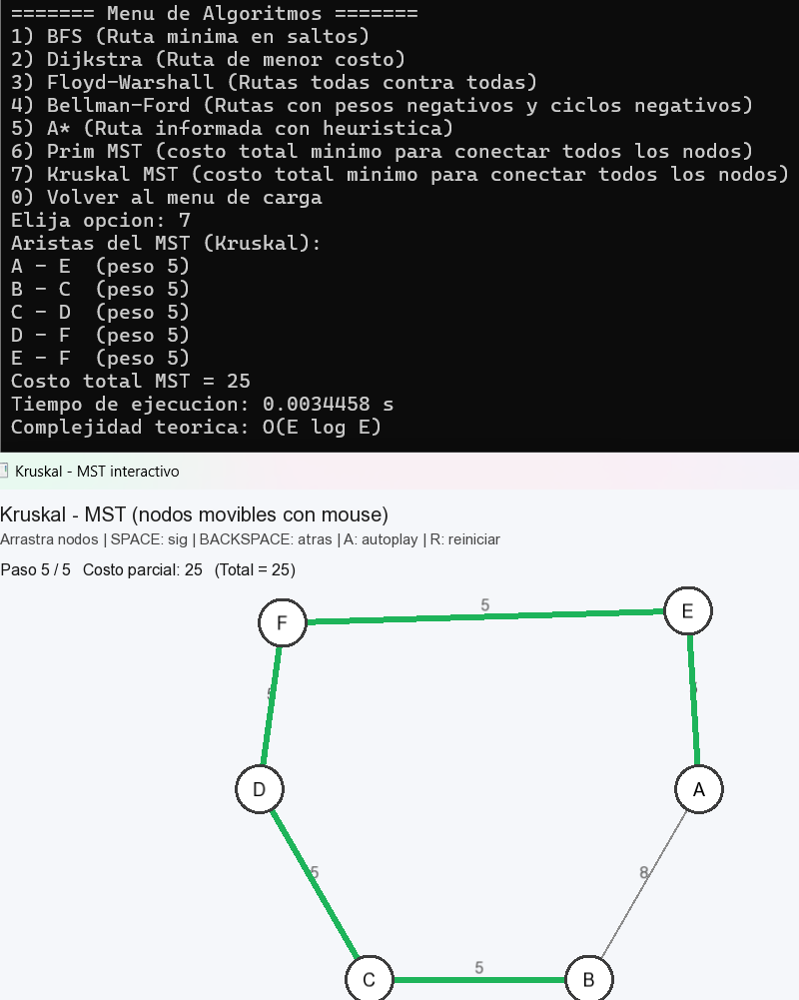 ======= Menu de Algoritmos =======
1) BFS (Ruta minima en saltos)
2) Dijkstra (Ruta de menor costo)
3) Floyd-Warshall (Rutas todas contra todas)
4) Bellman-Ford (Rutas con pesos negativos y ciclos negativos)
5) A* (Ruta informada con heuristica)
6) Prim MST (costo total minimo para conectar todos los nodos)
7) Kruskal MST (costo total minimo para conectar todos los nodos)
0) Volver al menu de carga
Elija opcion: 7
Aristas del MST (Kruskal):
A - E  (peso 5)
B - C  (peso 5)
C - D  (peso 5)
D - F  (peso 5)
E - F  (peso 5)
Costo total MST = 25
Tiempo de ejecucion: 0.0034458 s
Complejidad teorica: O(E log E)
Kruskal - MST interactivo
Kruskal - MST (nodos movibles con mouse)
Arrastra nodos | SPACE: sig | BACKSPACE: atras | A: autoplay | R: reiniciar
Paso 5 / 5   Costo parcial: 25   (Total = 25)
5
E
F
5
D
A
5
8
5
C
B